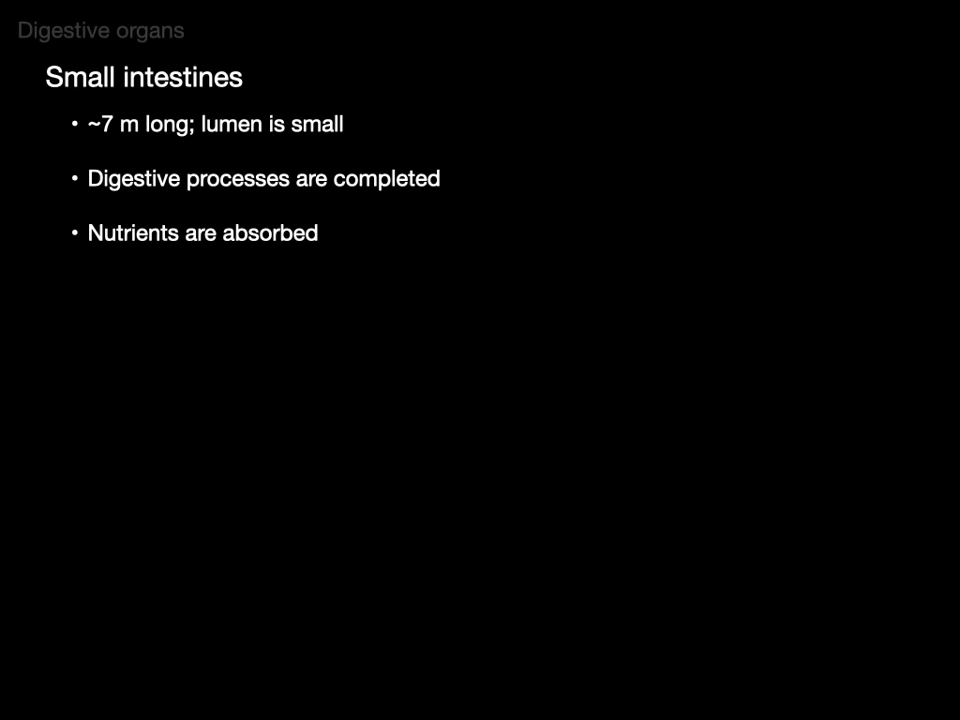 Digestive organs
Small intestines
• ~7 m long; lumen is small
• Digestive processes are completed
• Nutrients are absorbed